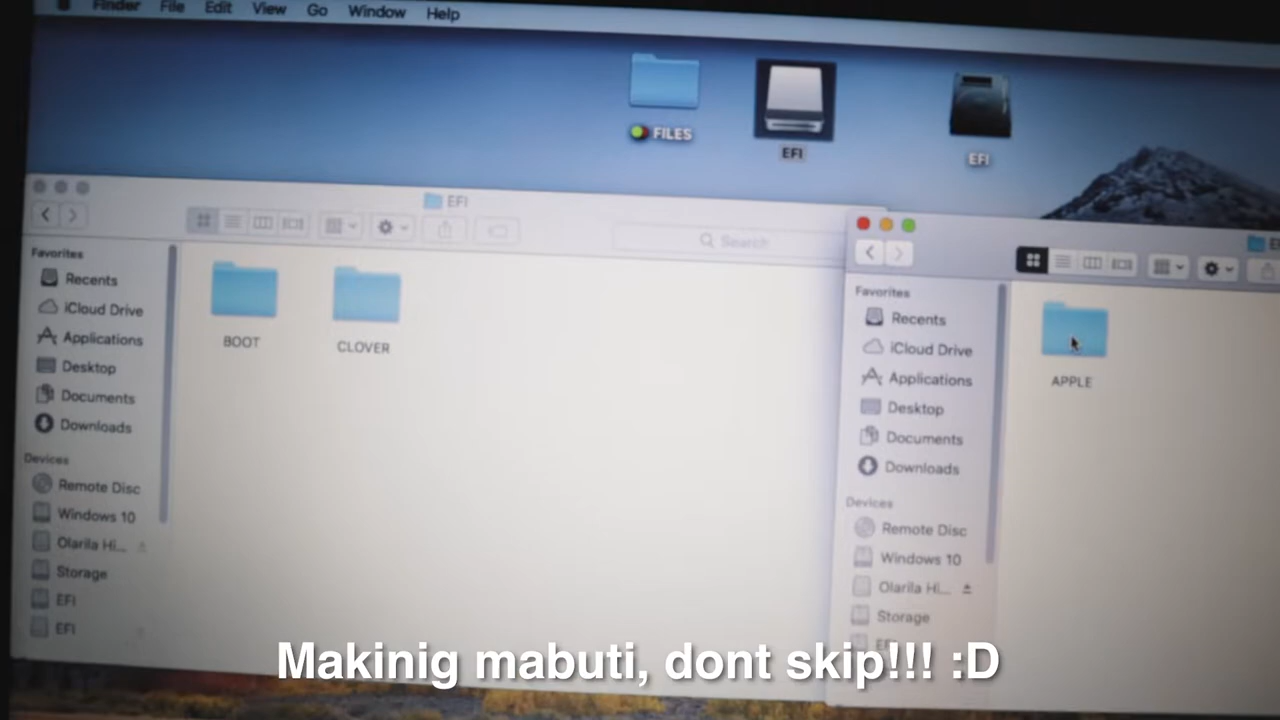 Finder File Edit View Go Window Help
FILES
EFI
EFI
EFI
Search
Favorites
Recents
iCloud Drive
Applications
Desktop
Documents
Downloads
Devices
Remote Disc
Windows 10
Olarila Hi...
Storage
EFI
EFI
BOOT
CLOVER
Favorites
Recents
iCloud Drive
Applications
Desktop
Documents
Downloads
Devices
Remote Disc
Windows 10
Olarila Hi...
Storage
EFI
APPLE
Makinig mabuti, dont skip!!! :D